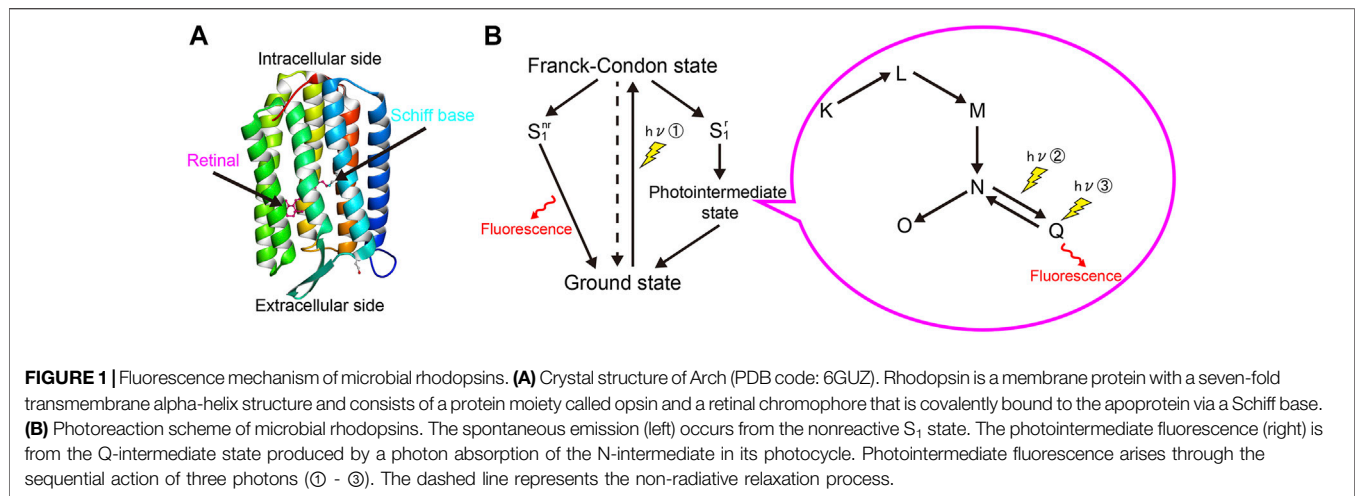 A
Intracellular side
Schiff base
Retinal
Extracellular side
B
Franck-Condon state
S₁ⁿʳ
hν ①
S₁ʳ
Photointermediate
state
Fluorescence
Ground state
K
L
M
hν ②
N
hν ③
O
Q
Fluorescence
FIGURE 1 | Fluorescence mechanism of microbial rhodopsins. (A) Crystal structure of Arch (PDB code: 6GUZ). Rhodopsin is a membrane protein with a seven-fold
transmembrane alpha-helix structure and consists of a protein moiety called opsin and a retinal chromophore that is covalently bound to the apoprotein via a Schiff base.
(B) Photoreaction scheme of microbial rhodopsins. The spontaneous emission (left) occurs from the nonreactive S₁ state. The photointermediate fluorescence (right) is
from the Q-intermediate state produced by a photon absorption of the N-intermediate in its photocycle. Photointermediate fluorescence arises through the
sequential action of three photons (① - ③). The dashed line represents the non-radiative relaxation process.